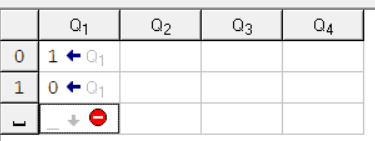 Q₁ Q₂ Q₃ Q₄
0 1 ← Q₁
1 0 ← Q₁
␣ _ ↓ ⛔